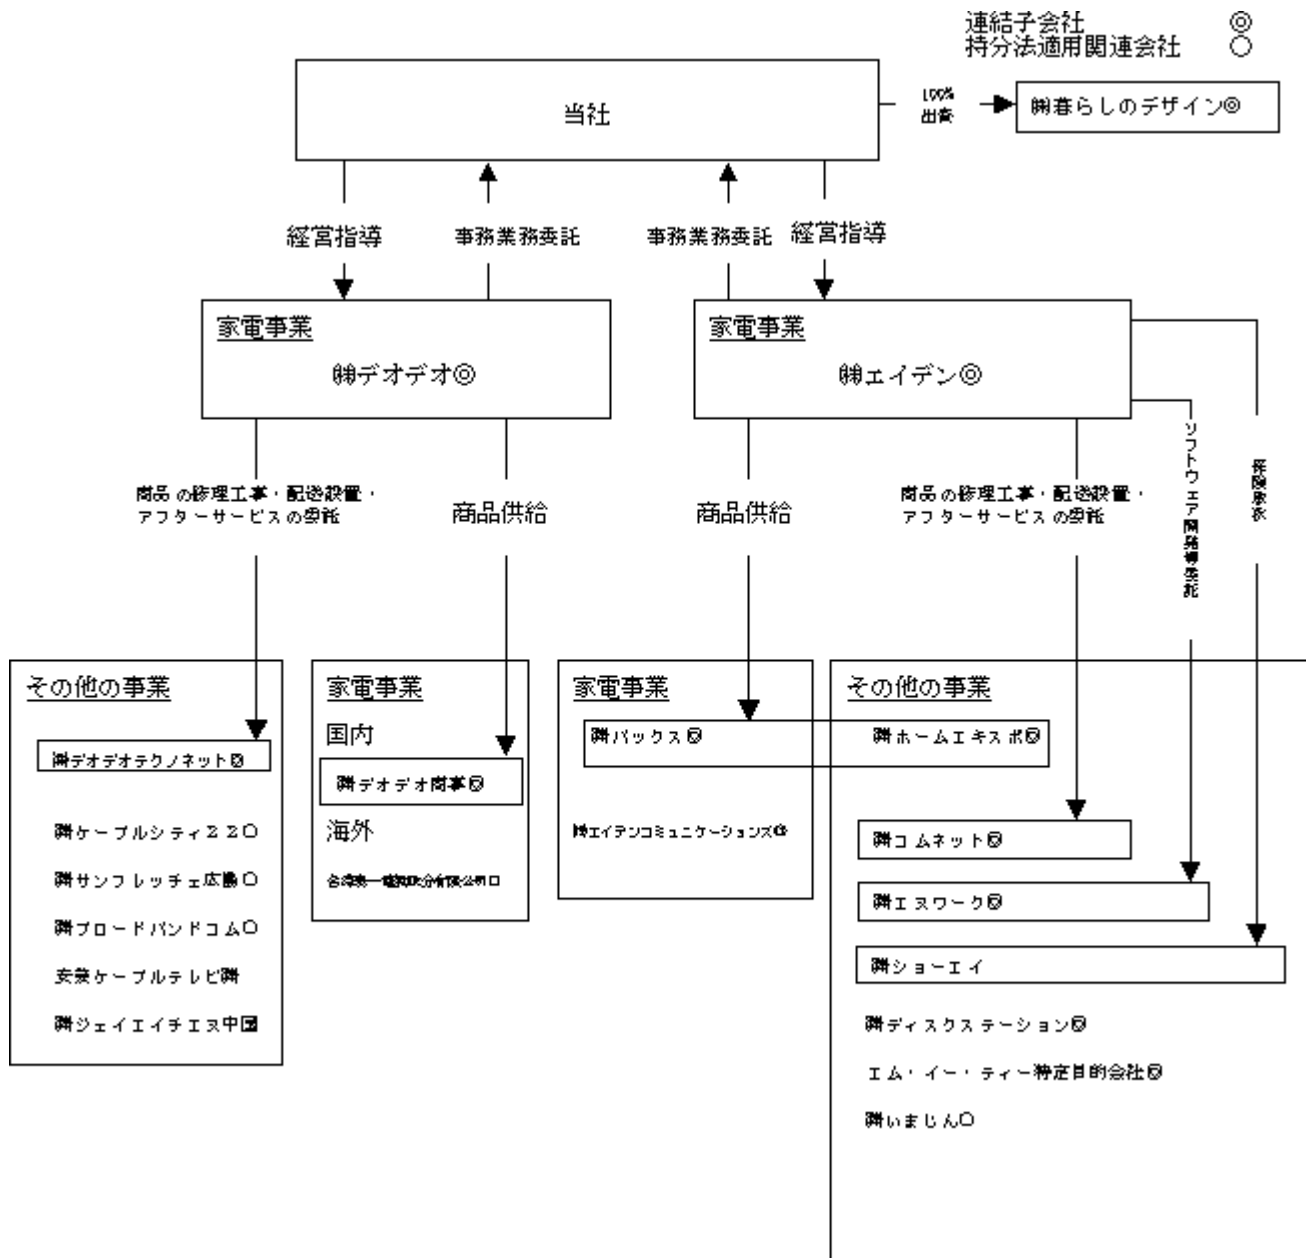 連結子会社 ◎
持分法適用関連会社 ○
当社
100%
出資
㈱暮らしのデザイン◎
経営指導
事務業務委託
事務業務委託
経営指導
家電事業
㈱デオデオ◎
家電事業
㈱エイデン◎
商品の修理工事・配送設置・
アフターサービスの委託
商品供給
商品供給
商品の修理工事・配送設置・
アフターサービスの委託
ソフトウェア開発等委託
その他の事業
㈱デオデオテクノネット◎
㈱ケーブルシティ22○
㈱サンフレッチェ広島○
㈱ブロードバンドコム○
安芸ケーブルテレビ㈱
㈱ジェイエイチエヌ中国
家電事業
国内
㈱デオデオ商事◎
海外
家電事業
㈱パックス◎
㈱エイデンコミュニケーションズ◎
その他の事業
㈱ホームエキスポ◎
㈱コムネット◎
㈱エヌワーク◎
㈱ショーエイ
㈱ディスクステーション◎
エム・イー・ティー特定目的会社◎
㈱いまじん○